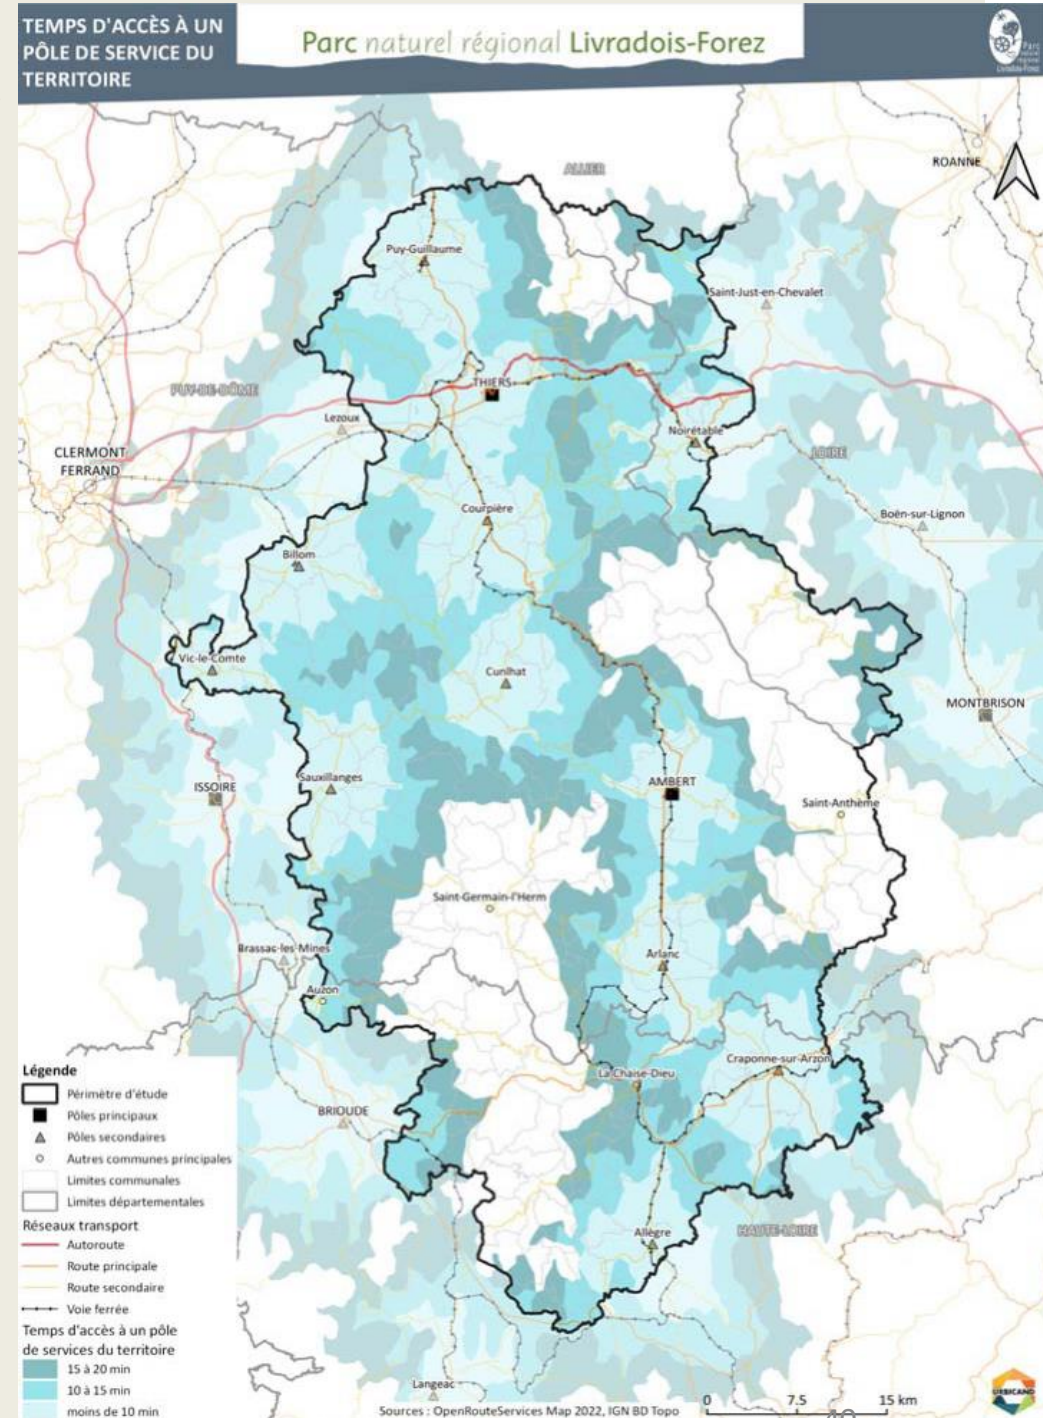 TEMPS D'ACCÈS À UN
PÔLE DE SERVICE DU
TERRITOIRE
Parc naturel régional Livradois-Forez
Parc
naturel
régional
Livradois-Forez
ROANNE
ALLIER
Puy-Guillaume
Saint-Just-en-Chevalet
THIERS
PUY-DE-DÔME
Lezoux
Noirétable
CLERMONT
FERRAND
LOIRE
Courpière
Boën-sur-Lignon
Billom
Vic-le-Comte
Cunlhat
MONTBRISON
ISSOIRE
Sauxillanges
AMBERT
Saint-Anthème
Saint-Germain-l'Herm
Brassac-les-Mines
Arlanc
Auzon
Craponne-sur-Arzon
La Chaise-Dieu
BRIOUDE
Allègre
HAUTE-LOIRE
Langeac
Légende
Périmètre d'étude
Pôles principaux
Pôles secondaires
Autres communes principales
Limites communales
Limites départementales
Réseaux transport
Autoroute
Route principale
Route secondaire
Voie ferrée
Temps d'accès à un pôle
de services du territoire
15 à 20 min
10 à 15 min
moins de 10 min
0 7.5 15 km
Sources : OpenRouteServices Map 2022, IGN BD Topo
URBICAND